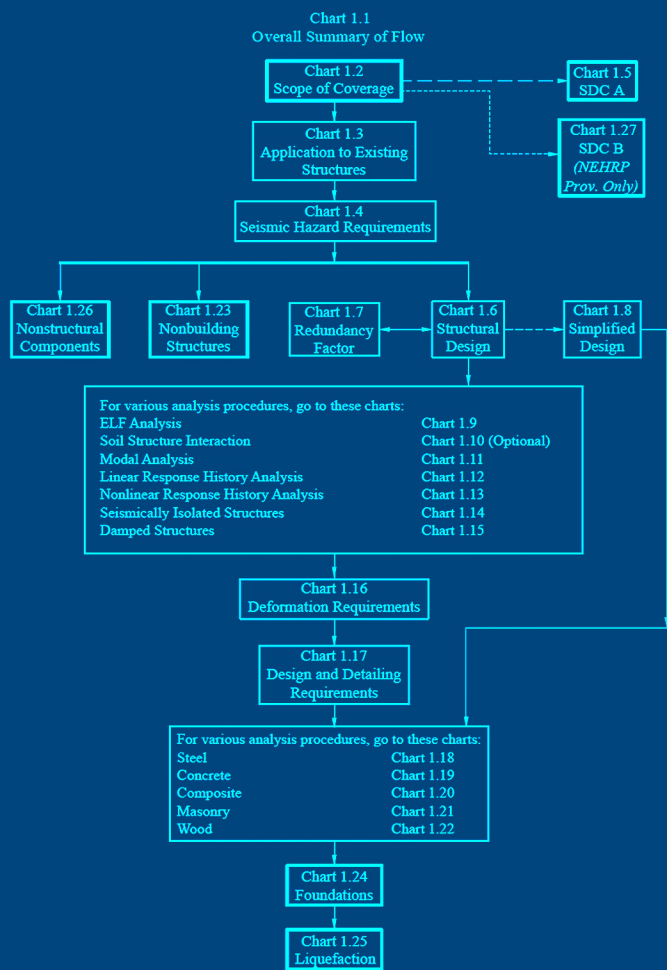 Chart 1.1
Overall Summary of Flow
Chart 1.2
Scope of Coverage
Chart 1.5
SDC A
Chart 1.27
SDC B
(NEHRP
Prov. Only)
Chart 1.3
Application to Existing
Structures
Chart 1.4
Seismic Hazard Requirements
Chart 1.26
Nonstructural
Components
Chart 1.23
Nonbuilding
Structures
Chart 1.7
Redundancy
Factor
Chart 1.6
Structural
Design
Chart 1.8
Simplified
Design
For various analysis procedures, go to these charts:
ELF Analysis Chart 1.9
Soil Structure Interaction Chart 1.10 (Optional)
Modal Analysis Chart 1.11
Linear Response History Analysis Chart 1.12
Nonlinear Response History Analysis Chart 1.13
Seismically Isolated Structures Chart 1.14
Damped Structures Chart 1.15
Chart 1.16
Deformation Requirements
Chart 1.17
Design and Detailing
Requirements
For various analysis procedures, go to these charts:
Steel Chart 1.18
Concrete Chart 1.19
Composite Chart 1.20
Masonry Chart 1.21
Wood Chart 1.22
Chart 1.24
Foundations
Chart 1.25
Liquefaction